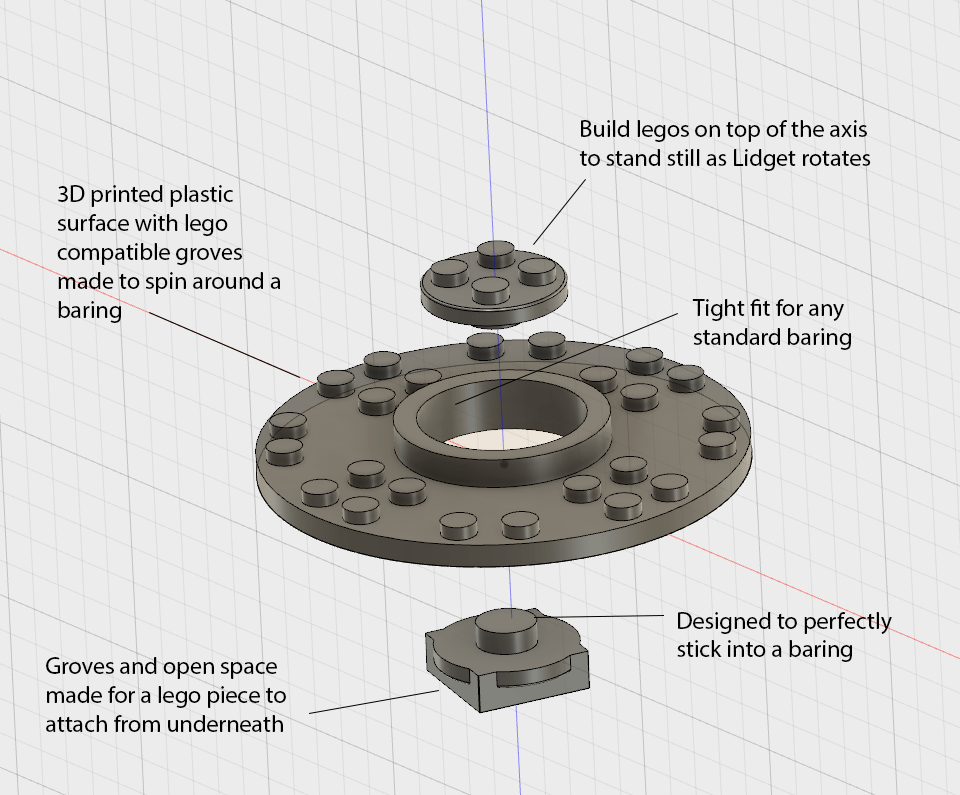 Build legos on top of the axis
to stand still as Lidget rotates
3D printed plastic
surface with lego
compatible groves
made to spin around a
baring
Tight fit for any
standard baring
Designed to perfectly
stick into a baring
Groves and open space
made for a lego piece to
attach from underneath